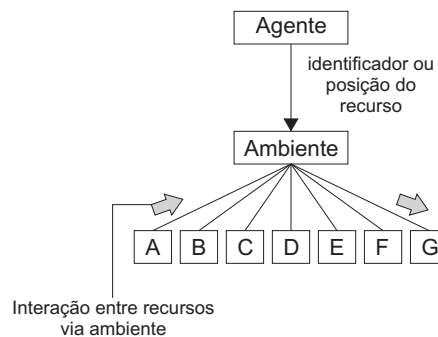 Agente
identificador ou
posição do
recurso
Ambiente
A B C D E F G
Interação entre recursos
via ambiente